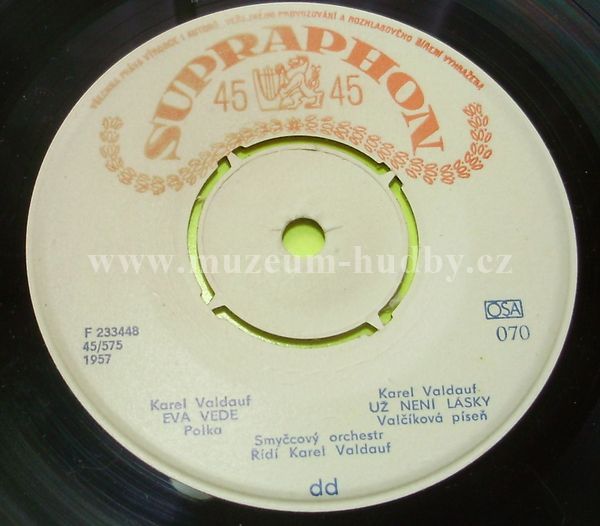 VŠECHNA PRÁVA VÝROBCE I AUTORŮ VEŘEJNÉHO PROVOZOVÁNÍ A ROZHLASOVÉHO ŠÍŘENÍ VYHRAŽENA
SUPRAPHON
45 45
www.muzeum-hudby.cz
F 233448
45/575
1957
OSA
070
Karel Valdauf
EVA VEDE
Polka
Karel Valdauf
UŽ NENÍ LÁSKY
Valčíková píseň
Smyčcový orchestr
Řídí Karel Valdauf
dd